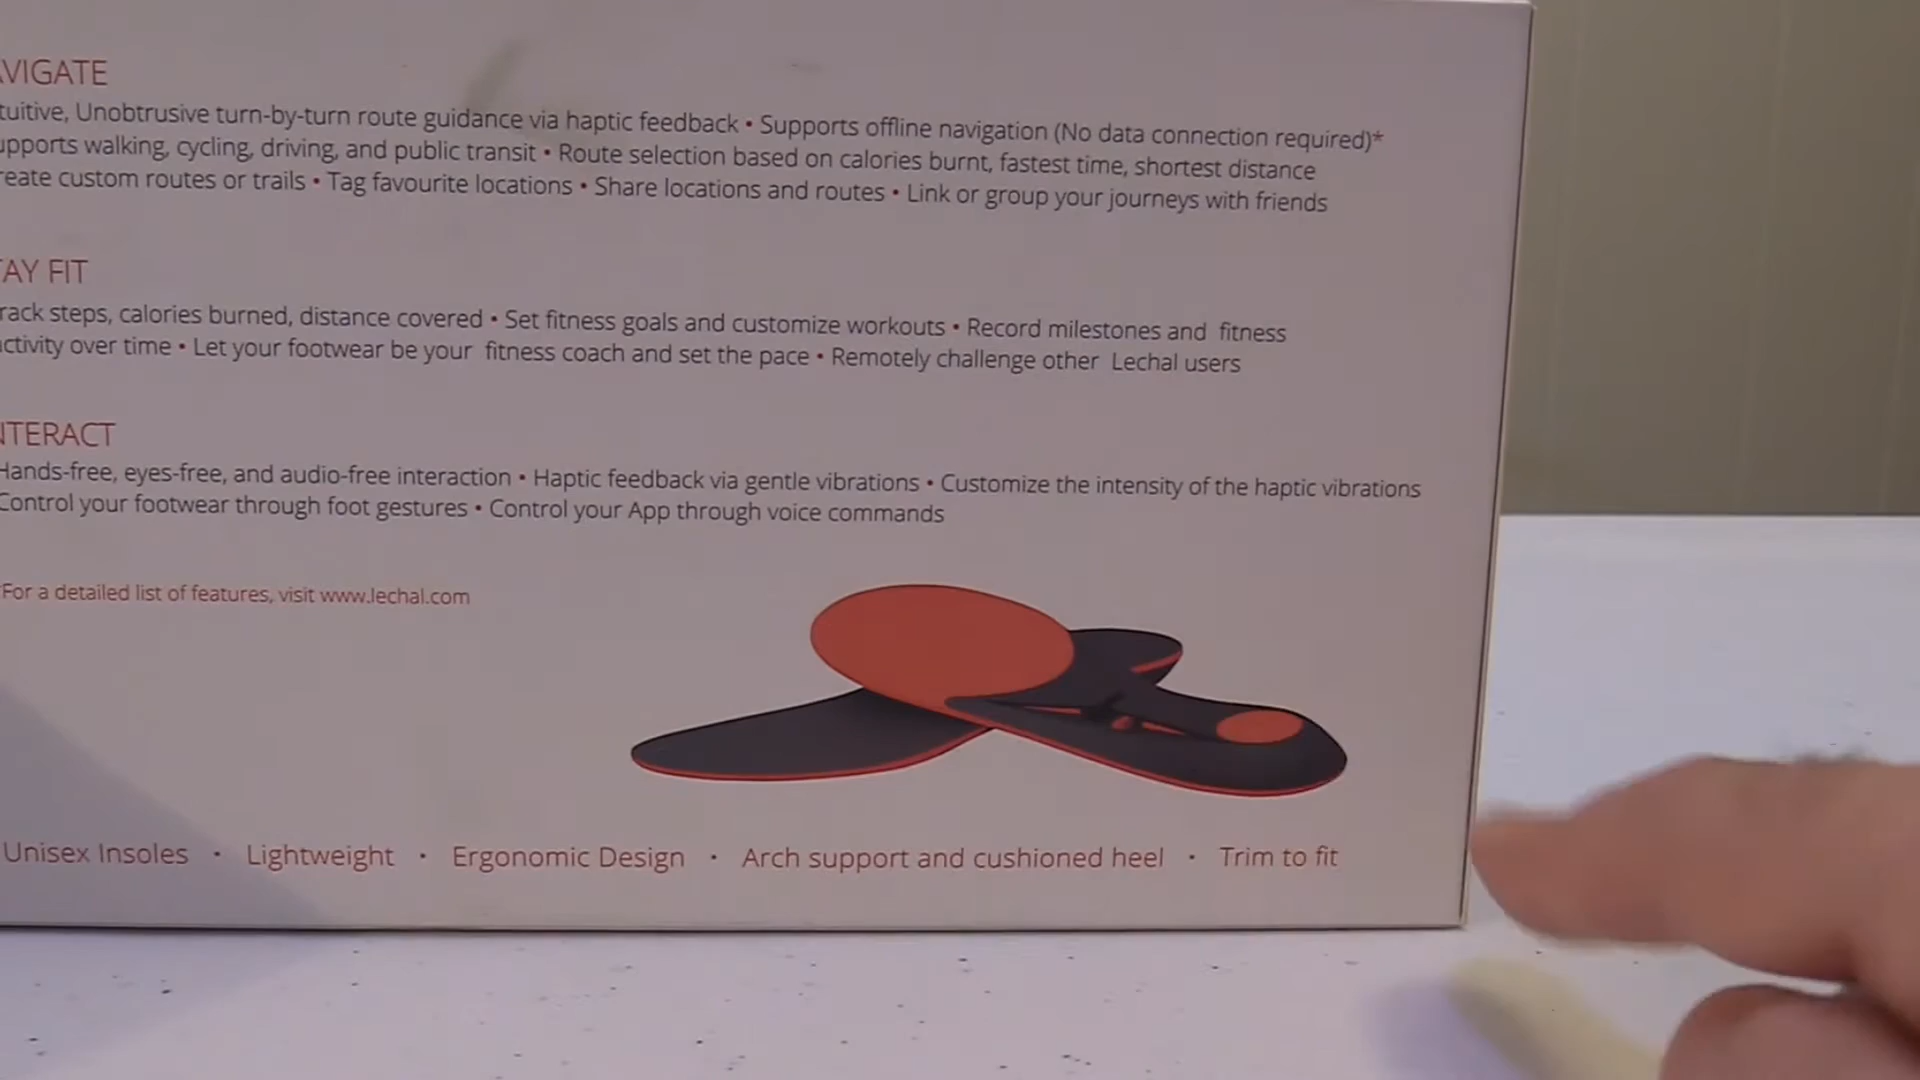 AVIGATE
tuitive, Unobtrusive turn-by-turn route guidance via haptic feedback • Supports offline navigation (No data connection required)*
upports walking, cycling, driving, and public transit • Route selection based on calories burnt, fastest time, shortest distance
reate custom routes or trails • Tag favourite locations • Share locations and routes • Link or group your journeys with friends
TAY FIT
rack steps, calories burned, distance covered • Set fitness goals and customize workouts • Record milestones and fitness
activity over time • Let your footwear be your fitness coach and set the pace • Remotely challenge other Lechal users
NTERACT
Hands-free, eyes-free, and audio-free interaction • Haptic feedback via gentle vibrations • Customize the intensity of the haptic vibrations
Control your footwear through foot gestures • Control your App through voice commands
For a detailed list of features, visit www.lechal.com
Unisex Insoles • Lightweight • Ergonomic Design • Arch support and cushioned heel • Trim to fit